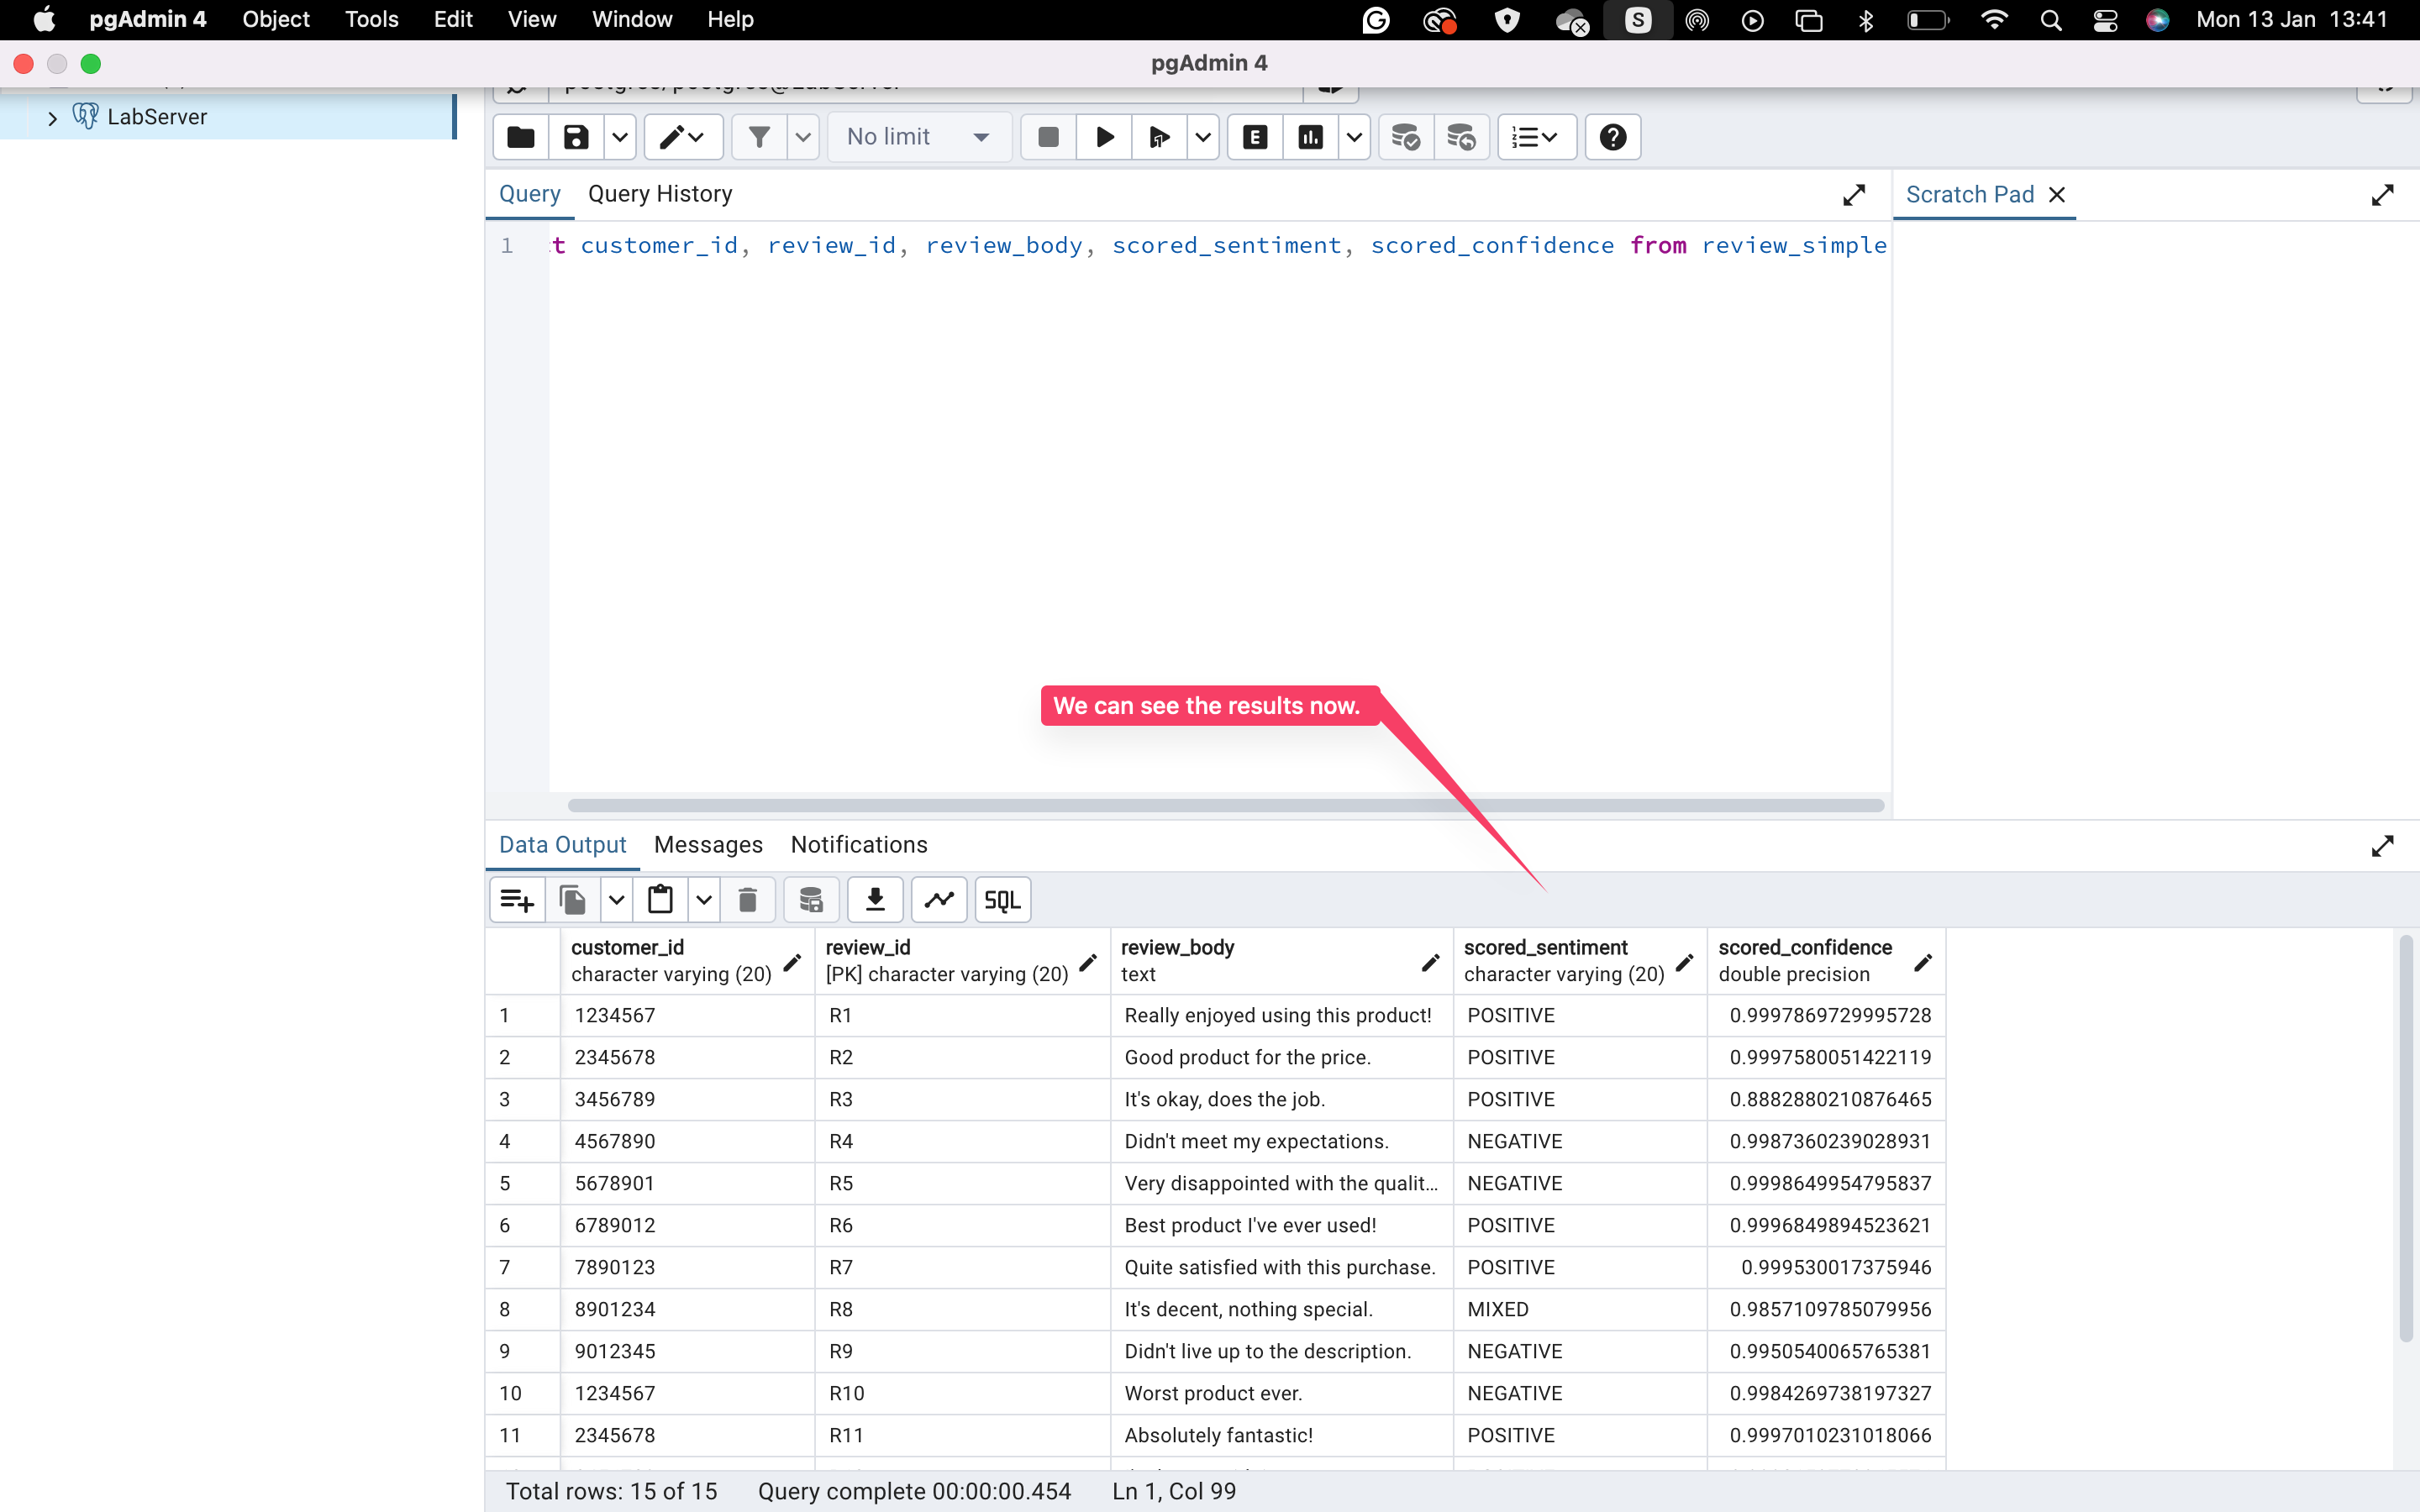 pgAdmin 4 Object Tools Edit View Window Help S Mon 13 Jan 13:41
pgAdmin 4
LabServer
No limit E
Query Query History Scratch Pad
1 t customer_id, review_id, review_body, scored_sentiment, scored_confidence from review_simple
We can see the results now.
Data Output Messages Notifications
SQL
customer_id review_id review_body scored_sentiment scored_confidence
character varying (20) [PK] character varying (20) text character varying (20) double precision
1 1234567 R1 Really enjoyed using this product! POSITIVE 0.9997869729995728
2 2345678 R2 Good product for the price. POSITIVE 0.9997580051422119
3 3456789 R3 It's okay, does the job. POSITIVE 0.8882880210876465
4 4567890 R4 Didn't meet my expectations. NEGATIVE 0.9987360239028931
5 5678901 R5 Very disappointed with the qualit... NEGATIVE 0.9998649954795837
6 6789012 R6 Best product I've ever used! POSITIVE 0.9996849894523621
7 7890123 R7 Quite satisfied with this purchase. POSITIVE 0.999530017375946
8 8901234 R8 It's decent, nothing special. MIXED 0.9857109785079956
9 9012345 R9 Didn't live up to the description. NEGATIVE 0.9950540065765381
10 1234567 R10 Worst product ever. NEGATIVE 0.9984269738197327
11 2345678 R11 Absolutely fantastic! POSITIVE 0.9997010231018066
Total rows: 15 of 15 Query complete 00:00:00.454 Ln 1, Col 99